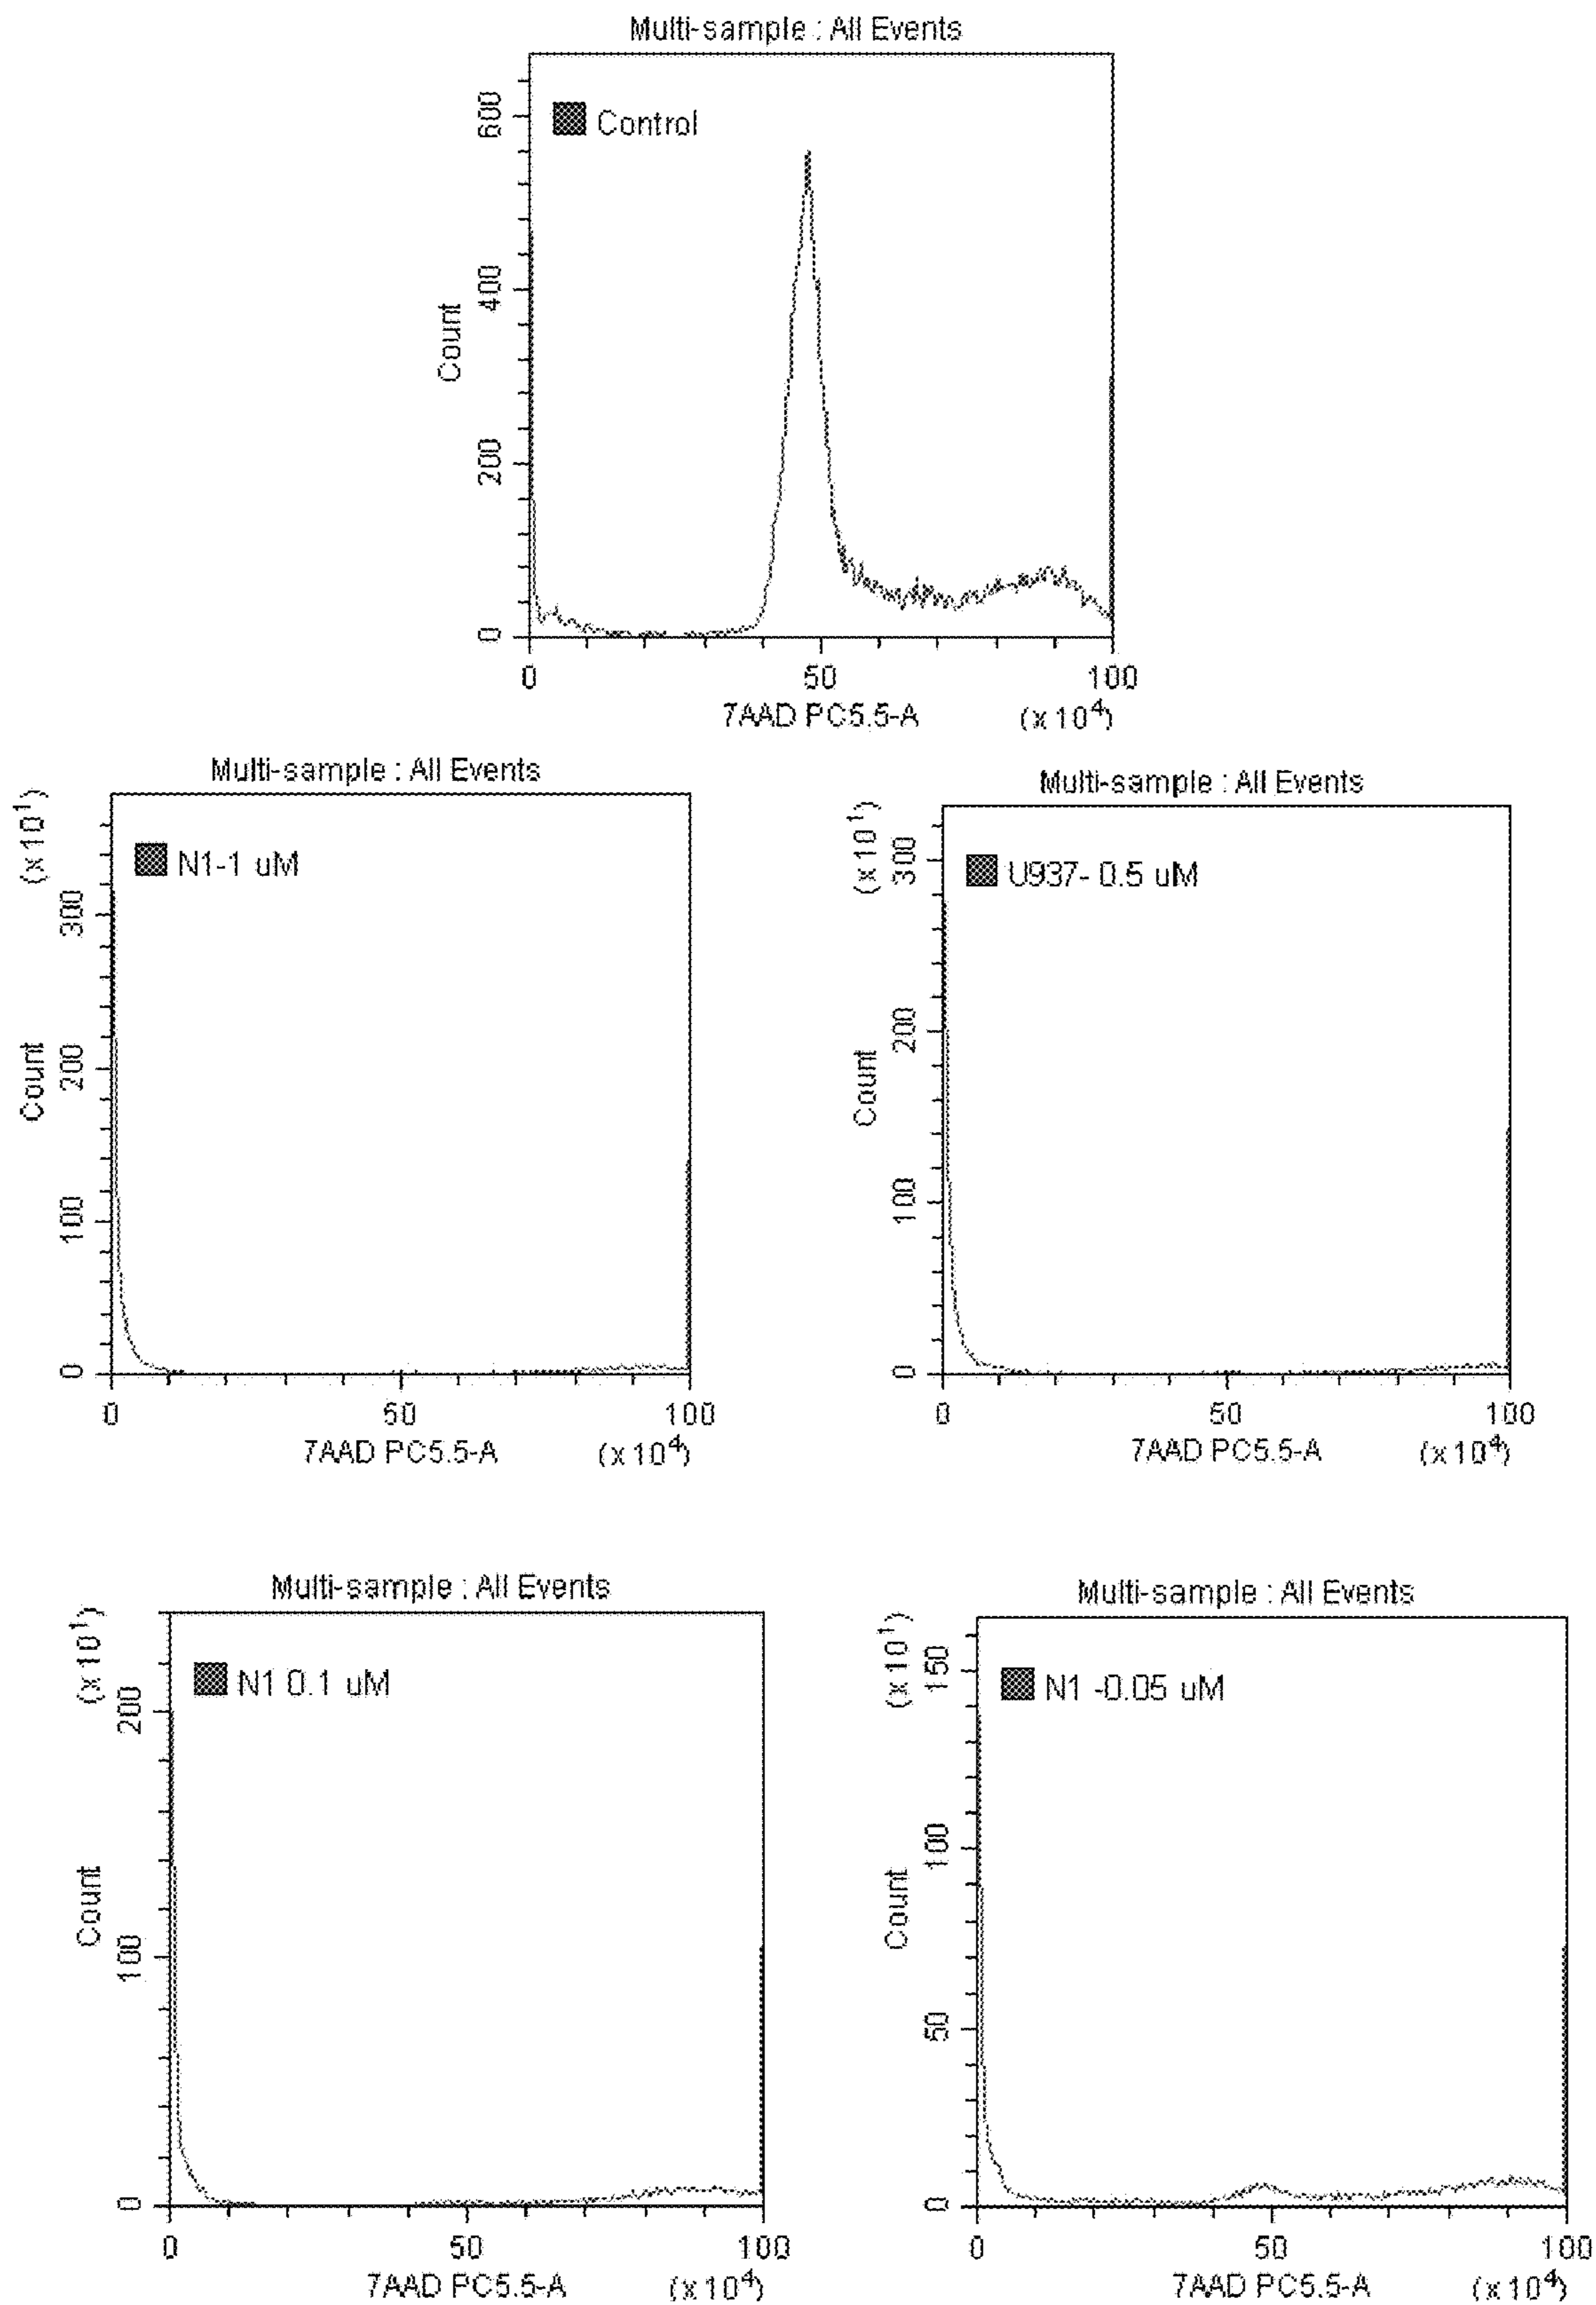 Multi-sample : All Events
Control
600
400
200
0
Count
0 50 100
7AAD PC5.5-A (x 10⁴)
Multi-sample : All Events
(x 10¹)
N1-1 uM
300
200
100
0
Count
0 50 100
7AAD PC5.5-A (x 10⁴)
Multi-sample : All Events
(x 10¹)
U937- 0.5 uM
300
200
100
0
Count
0 50 100
7AAD PC5.5-A (x 10⁴)
Multi-sample : All Events
(x 10¹)
N1 0.1 uM
200
100
0
Count
0 50 100
7AAD PC5.5-A (x 10⁴)
Multi-sample : All Events
(x 10¹)
N1 -0.05 uM
150
100
50
0
Count
0 50 100
7AAD PC5.5-A (x 10⁴)